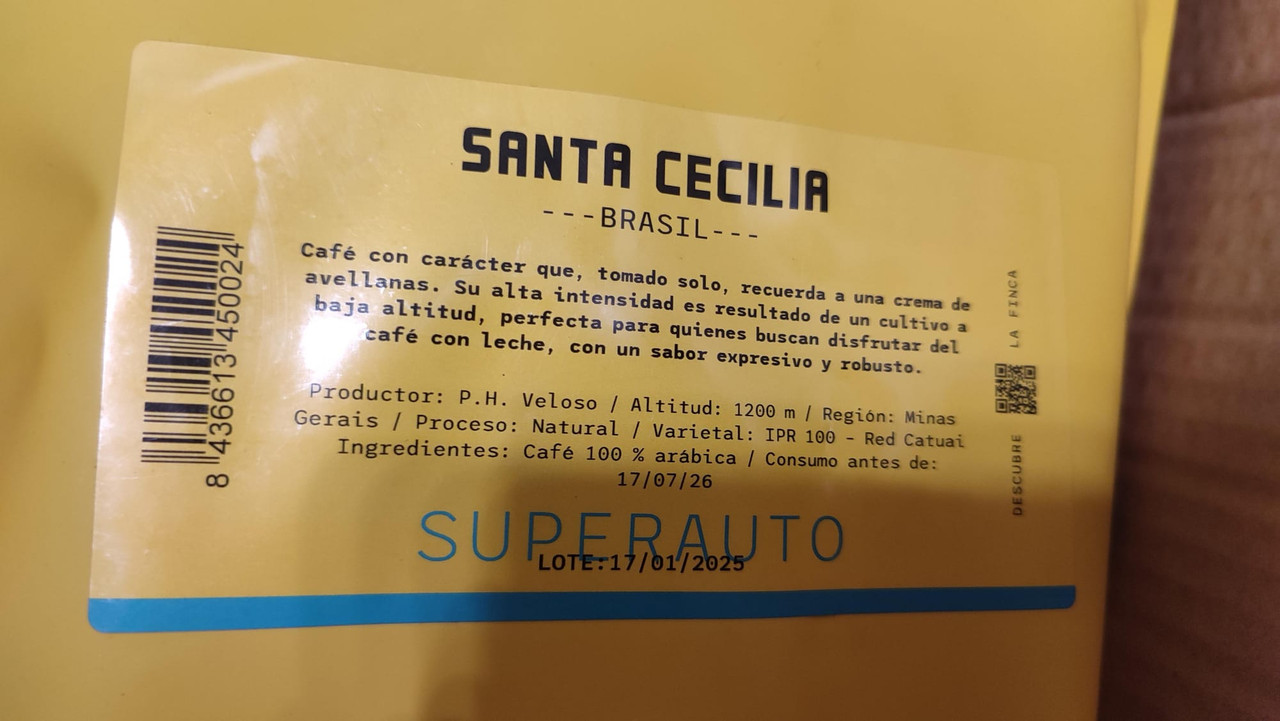 SANTA CECILIA
---BRASIL---
Café con carácter que, tomado solo, recuerda a una crema de
avellanas. Su alta intensidad es resultado de un cultivo a
baja altitud, perfecta para quienes buscan disfrutar del
café con leche, con un sabor expresivo y robusto.
Productor: P.H. Veloso / Altitud: 1200 m / Región: Minas
Gerais / Proceso: Natural / Varietal: IPR 100 - Red Catuai
Ingredientes: Café 100 % arábica / Consumo antes de:
17/07/26
SUPERAUTO
LOTE:17/01/2025
8 436613 450024
DESCUBRE LA FINCA